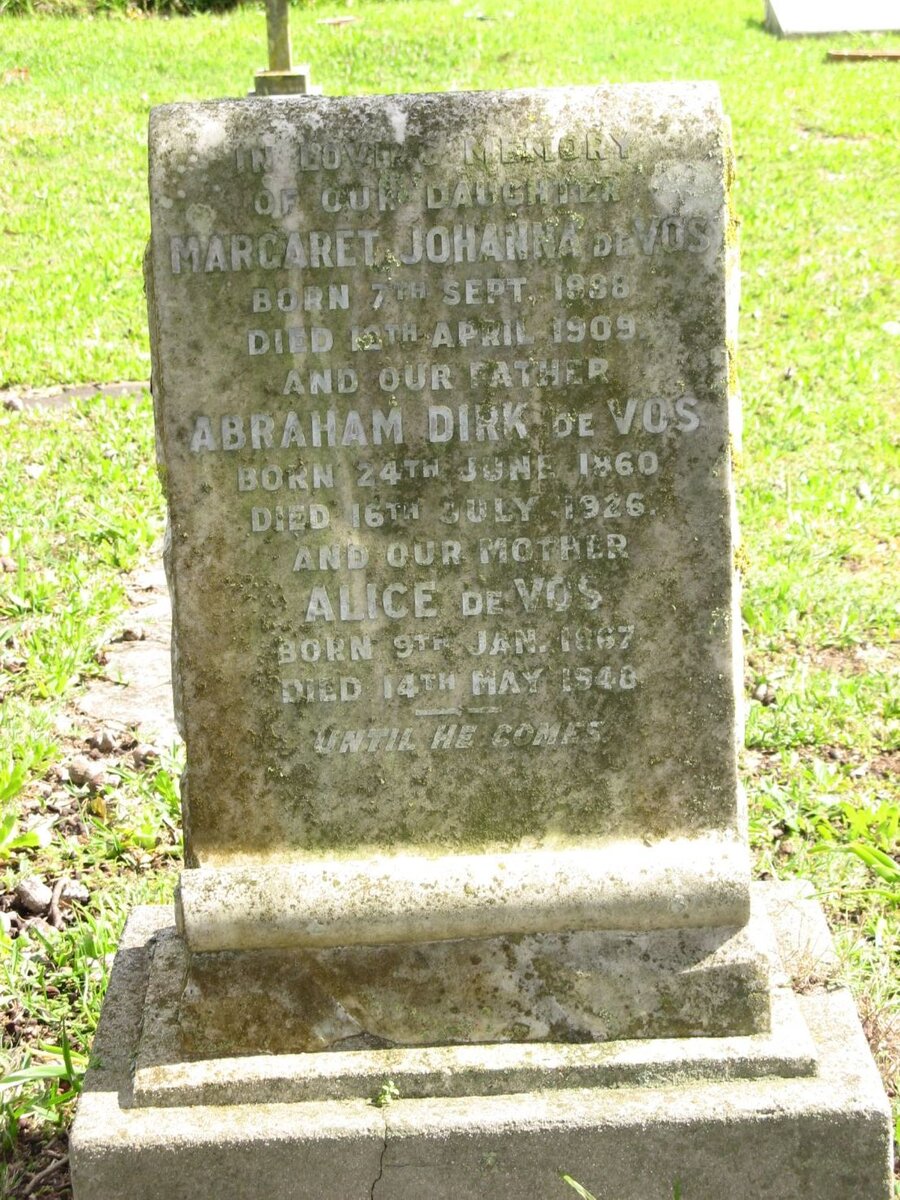 IN LOVING MEMORY
OF OUR DAUGHTER
MARGARET JOHANNA DE VOS
BORN 7TH SEPT. 1898
DIED 12TH APRIL 1909.
AND OUR FATHER
ABRAHAM DIRK DE VOS
BORN 24TH JUNE 1860
DIED 16TH JULY 1926.
AND OUR MOTHER
ALICE DE VOS
BORN 9TH JAN. 1867
DIED 14TH MAY 1948
UNTIL HE COMES.